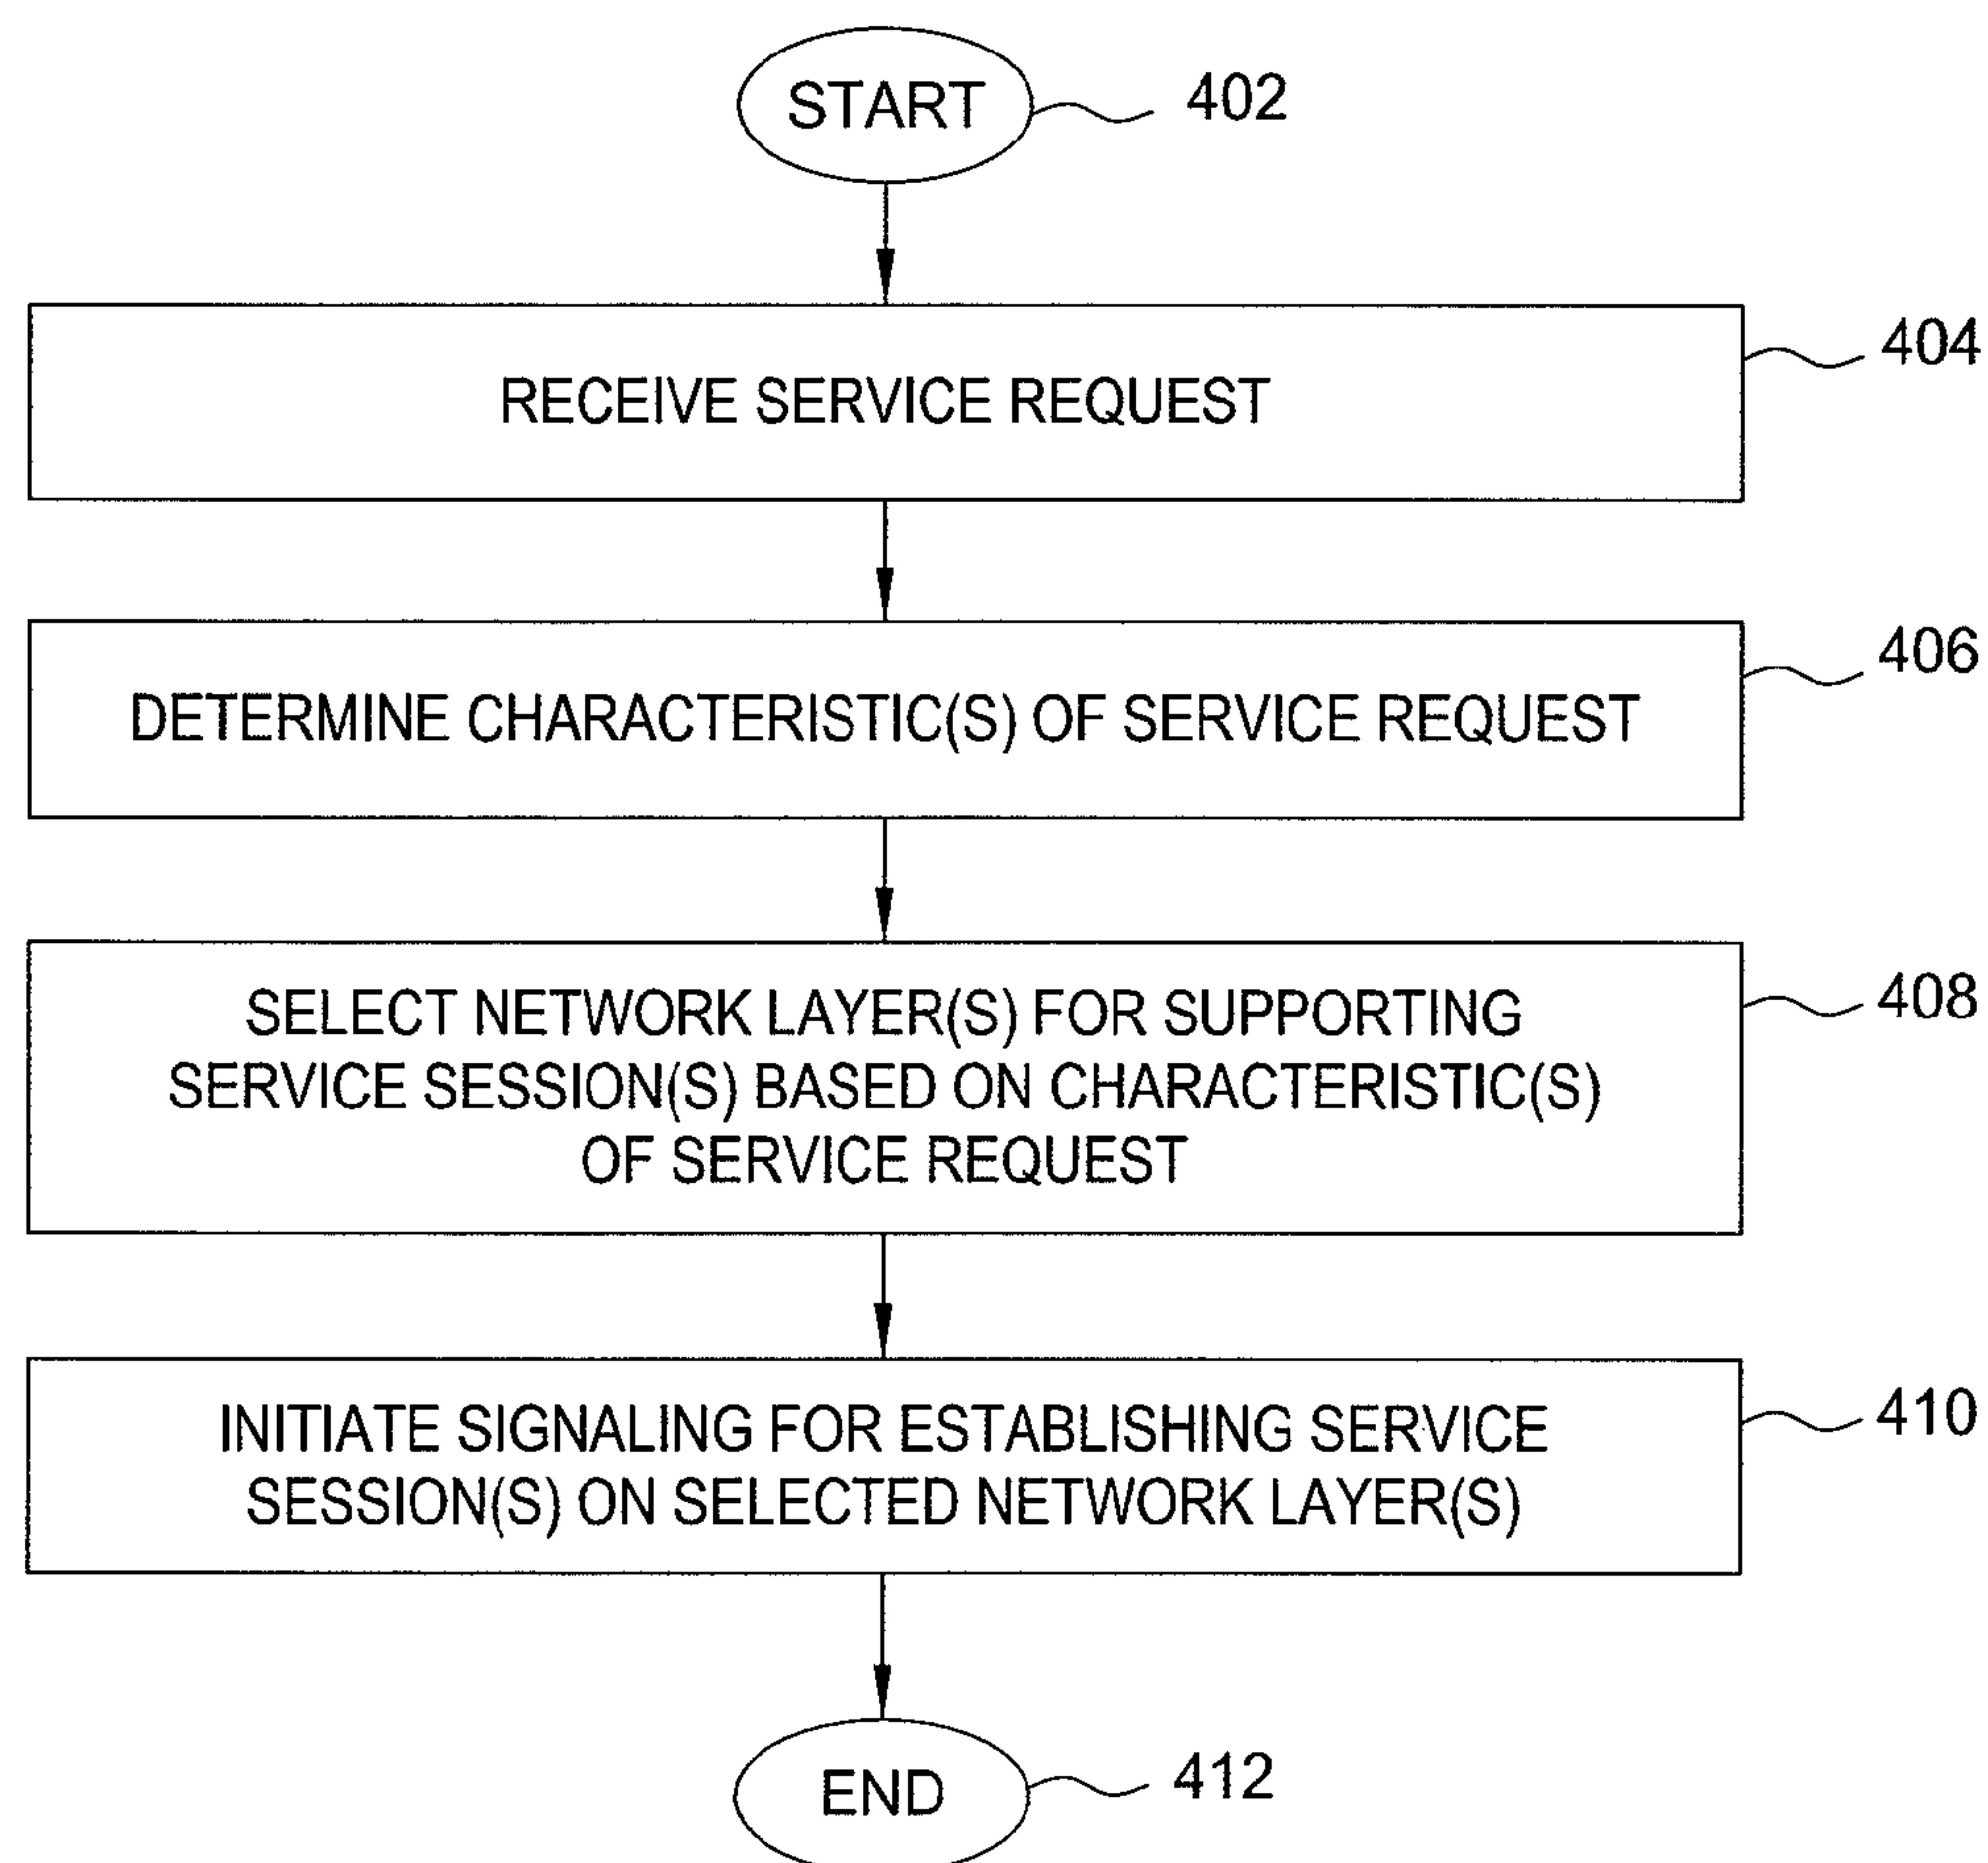 START
402
RECEIVE SERVICE REQUEST
404
DETERMINE CHARACTERISTIC(S) OF SERVICE REQUEST
406
SELECT NETWORK LAYER(S) FOR SUPPORTING
SERVICE SESSION(S) BASED ON CHARACTERISTIC(S)
OF SERVICE REQUEST
408
INITIATE SIGNALING FOR ESTABLISHING SERVICE
SESSION(S) ON SELECTED NETWORK LAYER(S)
410
END
412